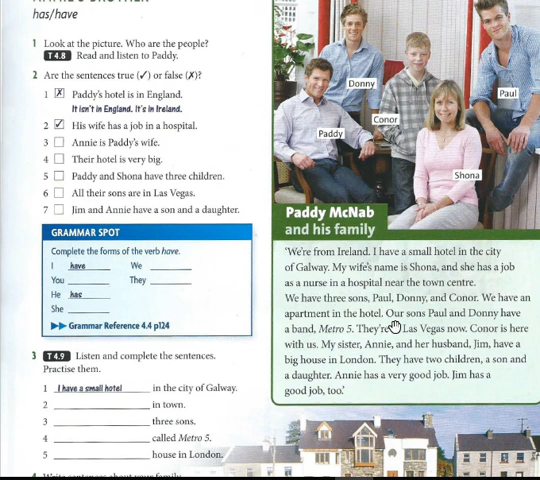 has/have
1 Look at the picture. Who are the people?
T 4.8 Read and listen to Paddy.
2 Are the sentences true (✓) or false (✗)?
1 ✗ Paddy's hotel is in England.
It isn't in England. It's in Ireland.
2 ✓ His wife has a job in a hospital.
3 Annie is Paddy's wife.
4 Their hotel is very big.
5 Paddy and Shona have three children.
6 All their sons are in Las Vegas.
7 Jim and Annie have a son and a daughter.
GRAMMAR SPOT
Complete the forms of the verb have.
I have We ______
You ______ They ______
He has
She ______
▶▶ Grammar Reference 4.4 p124
3 T 4.9 Listen and complete the sentences.
Practise them.
1 I have a small hotel in the city of Galway.
2 ______ in town.
3 ______ three sons.
4 ______ called Metro 5.
5 ______ house in London.
Donny
Paul
Conor
Paddy
Shona
Paddy McNab
and his family
'We're from Ireland. I have a small hotel in the city
of Galway. My wife's name is Shona, and she has a job
as a nurse in a hospital near the town centre.
We have three sons, Paul, Donny, and Conor. We have an
apartment in the hotel. Our sons Paul and Donny have
a band, Metro 5. They're Las Vegas now. Conor is here
with us. My sister, Annie, and her husband, Jim, have a
big house in London. They have two children, a son and
a daughter. Annie has a very good job. Jim has a
good job, too.'